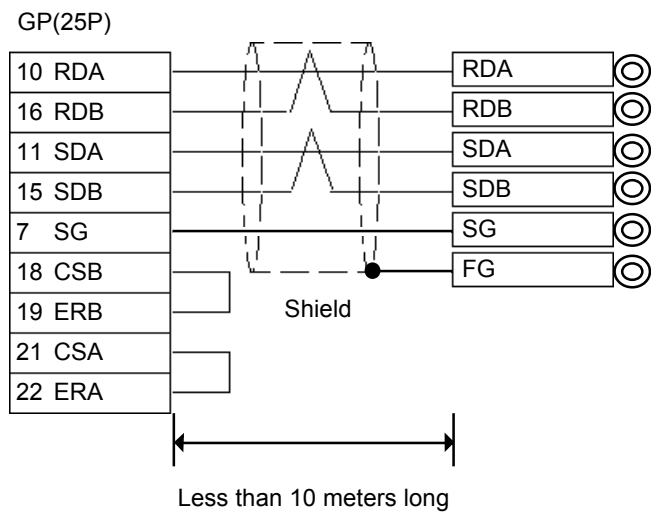 GP(25P)
10 RDA RDA
16 RDB RDB
11 SDA SDA
15 SDB SDB
7 SG SG
18 CSB FG
19 ERB Shield
21 CSA
22 ERA
Less than 10 meters long